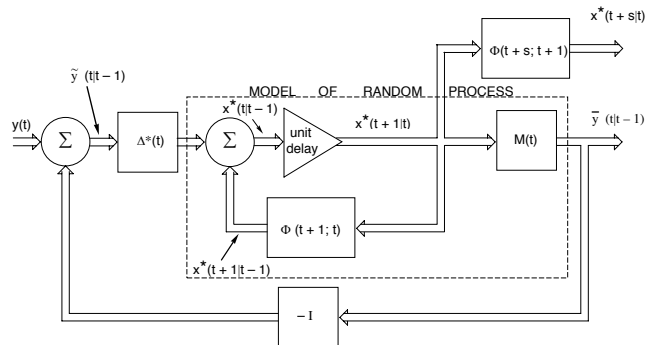 x*(t+s|t)
Φ(t+s; t+1)
ỹ (t|t−1)
MODEL OF RANDOM PROCESS
x*(t|t−1)
x*(t+1|t)
ȳ (t|t−1)
y(t)
Σ
Δ*(t)
Σ
unit
delay
M(t)
Φ (t+1; t)
x*(t+1|t−1)
− I